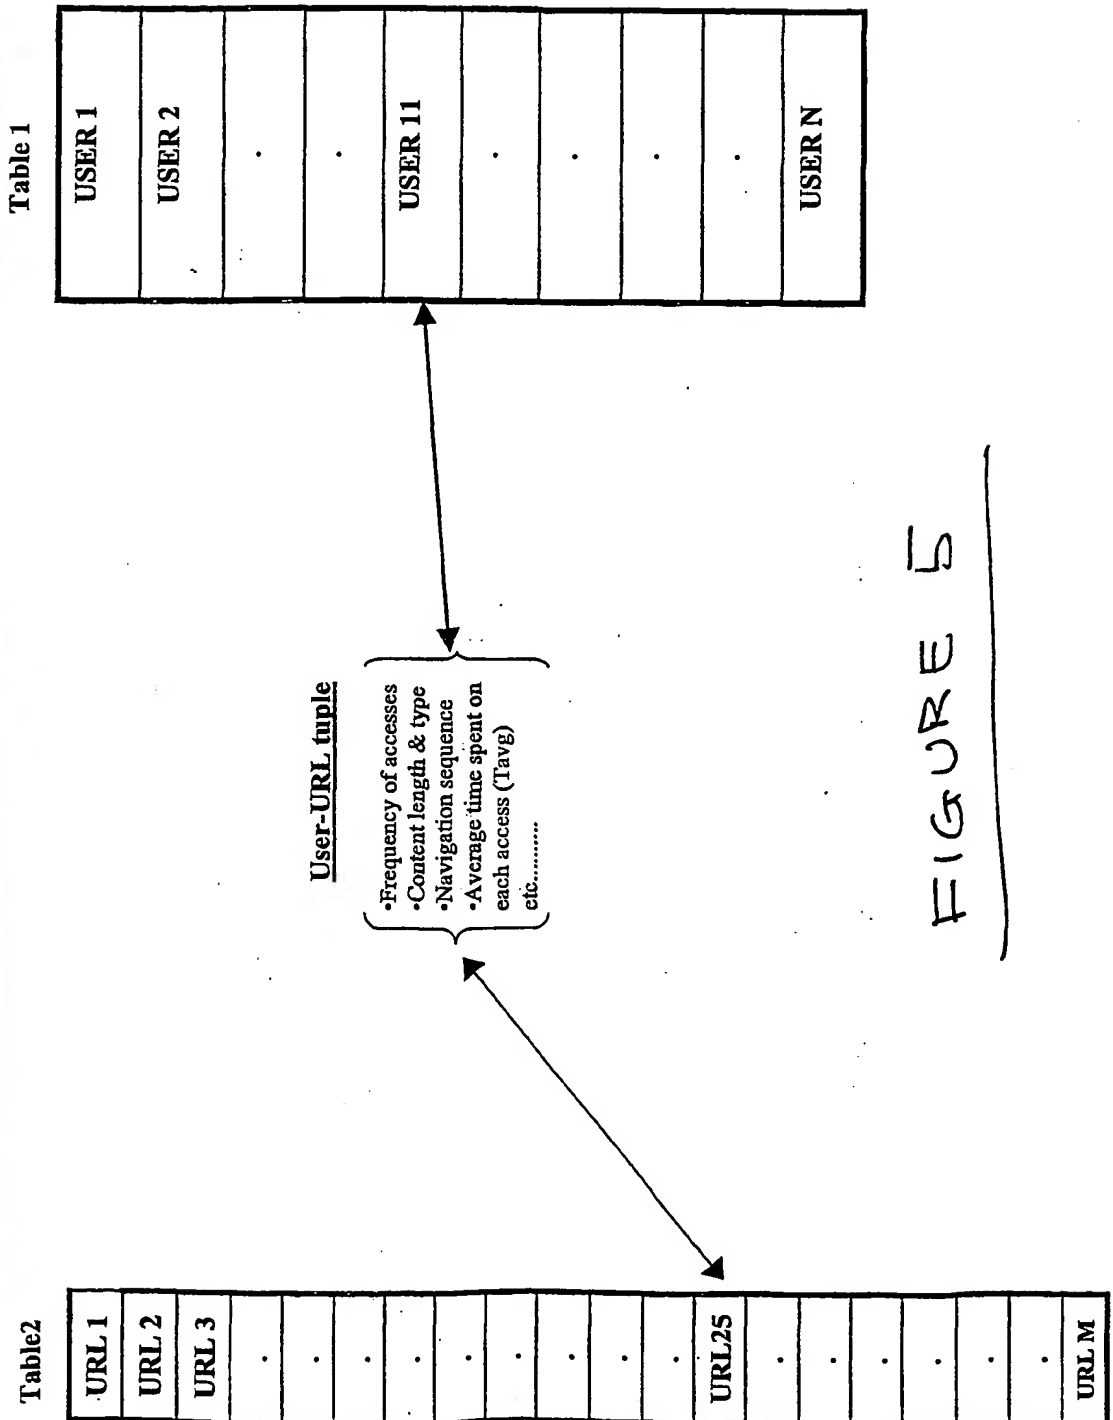 Table2
URL 1
URL 2
URL 3
.
.
.
.
.
.
.
.
.
URL25
.
.
.
.
.
.
URL M
User-URL tuple
•Frequency of accesses
•Content length & type
•Navigation sequence
•Average time spent on
each access (Tavg)
etc..........
Table 1
USER 1
USER 2
.
.
USER 11
.
.
.
.
USER N
FIGURE 5